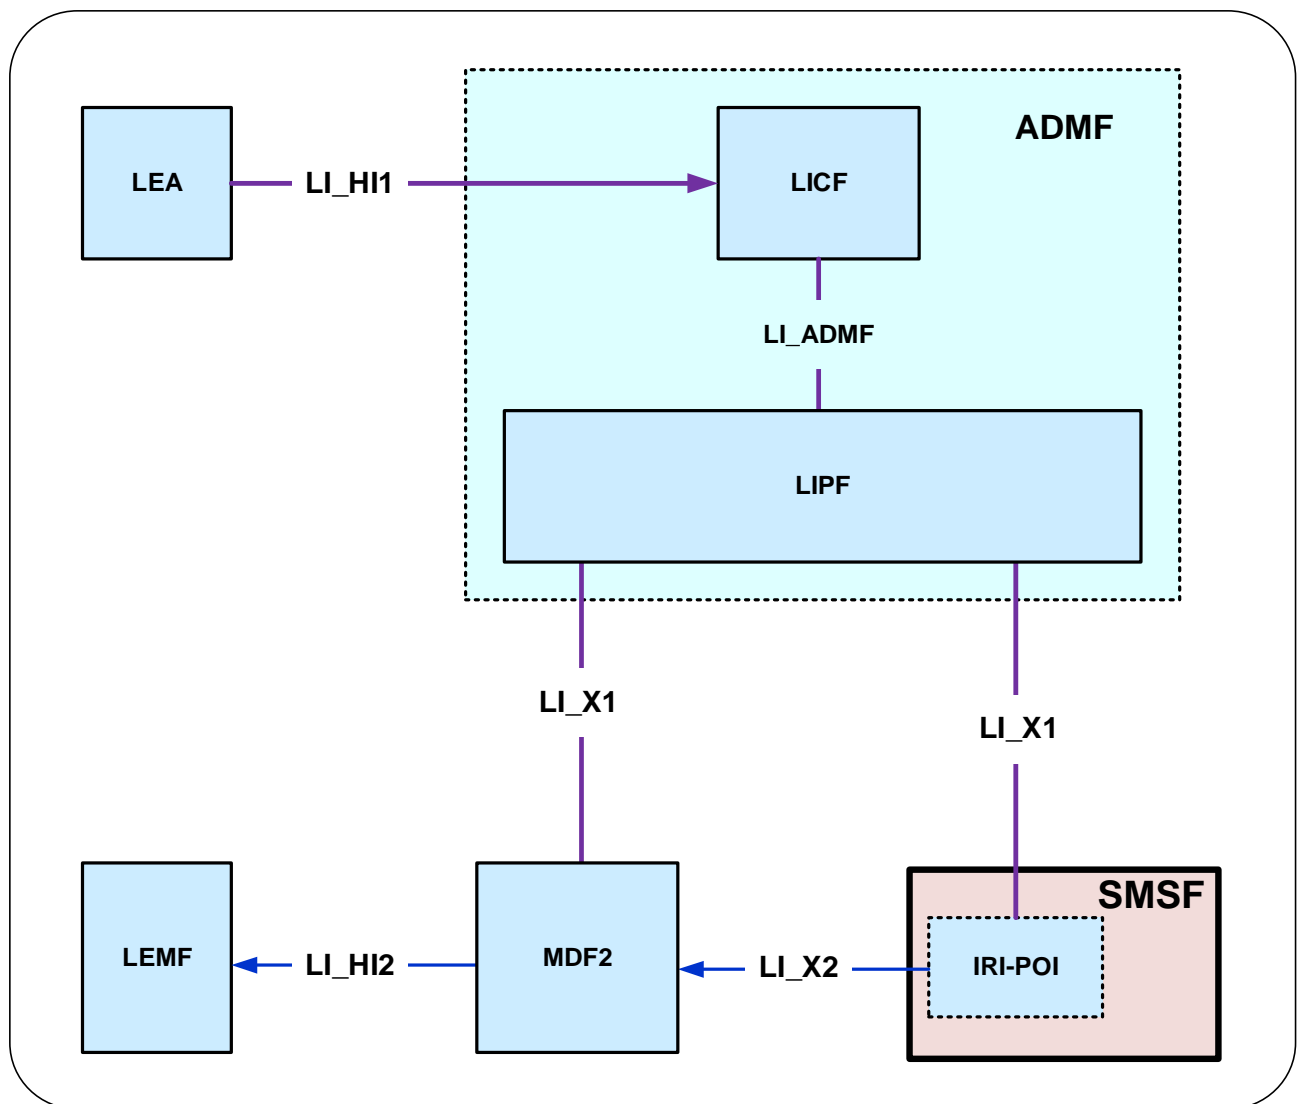 ADMF
LEA
LI_HI1
LICF
LI_ADMF
LIPF
LI_X1
LI_X1
SMSF
LEMF
LI_HI2
MDF2
LI_X2
IRI-POI